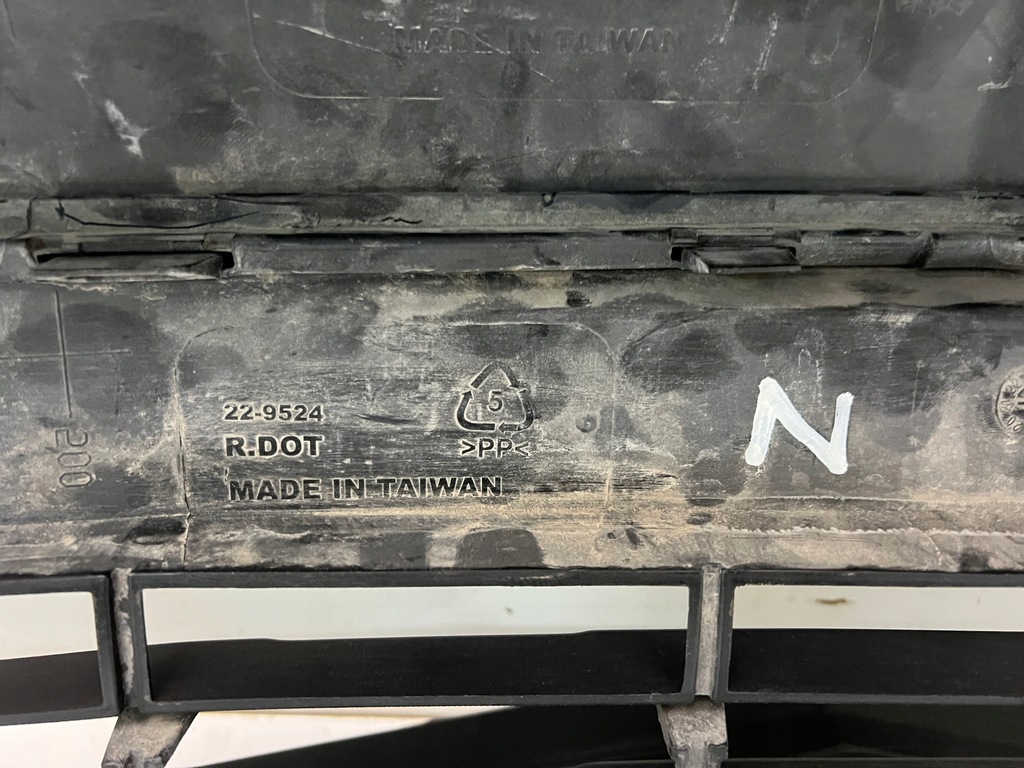 MADE IN TAIWAN
22-9524
R.DOT
MADE IN TAIWAN
5
>PP<
N